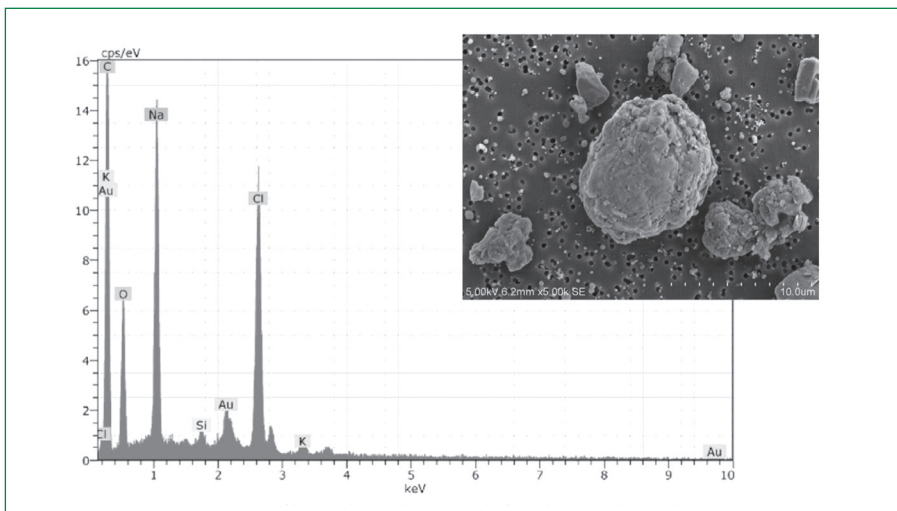 cps/eV
16
14
12
10
8
6
4
2
0
C
K
Au
O
Na
Cl
Cl
Si
Au
K
Au
1 2 3 4 5 6 7 8 9 10
keV
5.00kV 6.2mm x5.00k SE
10.0um